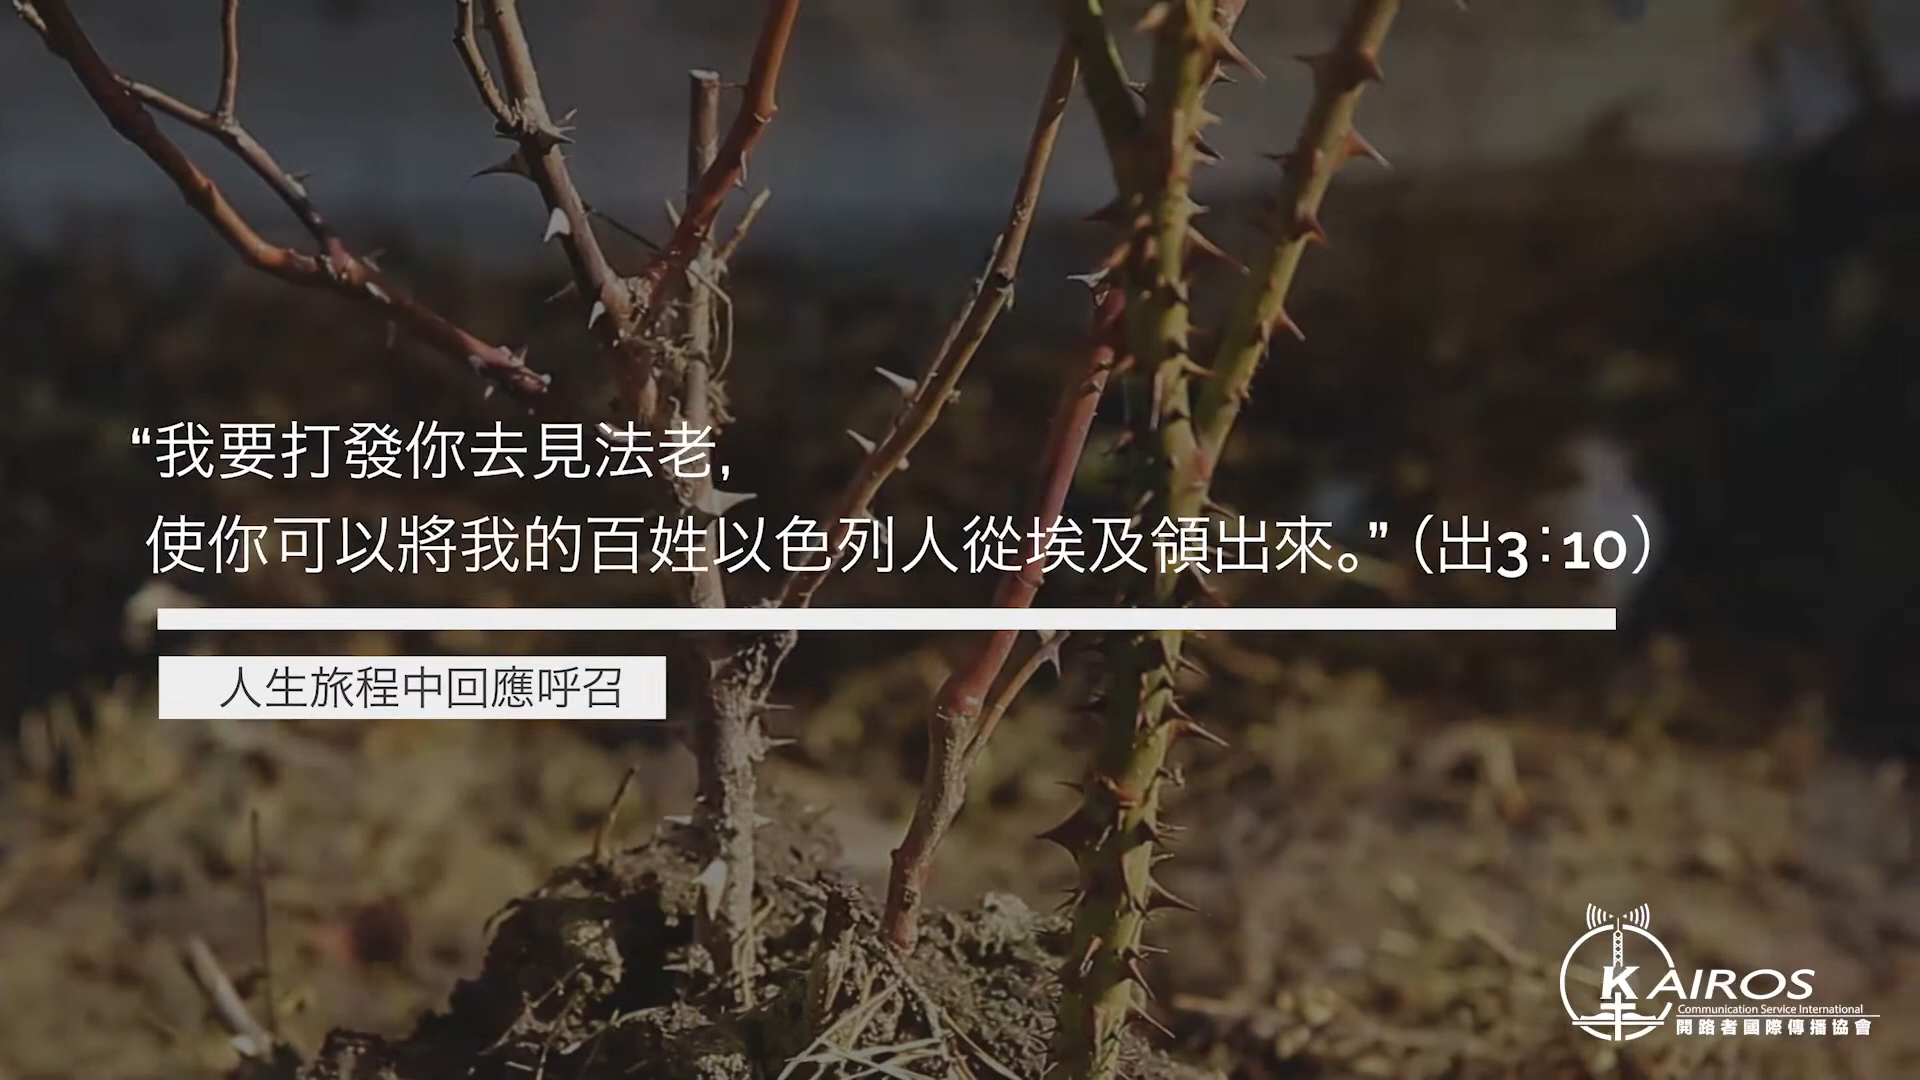 “我要打發你去見法老，
使你可以將我的百姓以色列人從埃及領出來。”（出3：10）
人生旅程中回應呼召
KAIROS
Communication Service International
開路者國際傳播協會